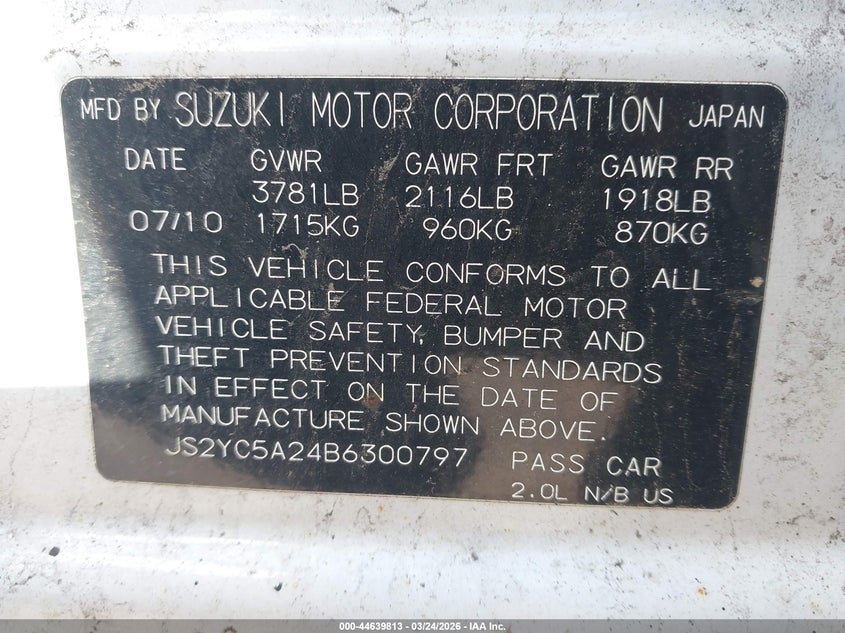 MFD BY SUZUKI MOTOR CORPORATION JAPAN
DATE GVWR GAWR FRT GAWR RR
3781LB 2116LB 1918LB
07/10 1715KG 960KG 870KG
THIS VEHICLE CONFORMS TO ALL
APPLICABLE FEDERAL MOTOR
VEHICLE SAFETY, BUMPER AND
THEFT PREVENTION STANDARDS
IN EFFECT ON THE DATE OF
MANUFACTURE SHOWN ABOVE.
JS2YC5A24B6300797 PASS CAR
2.0L N/B US
000-44639813 — 03/24/2026 — IAA Inc.